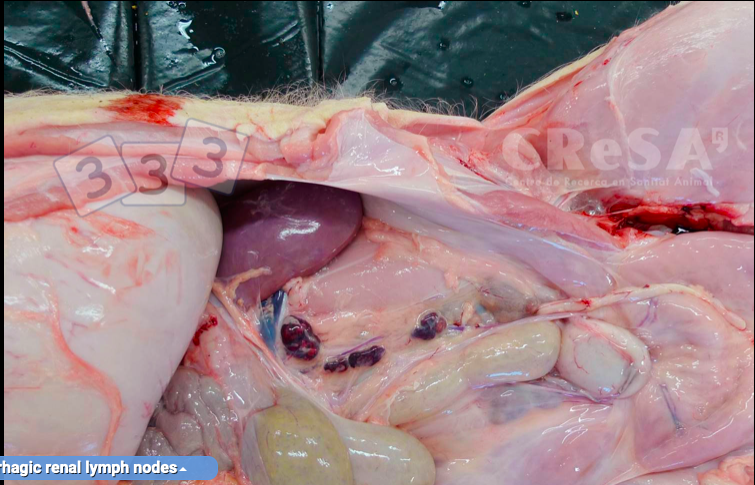 333
CReSA
Centre de Recerca en Sanitat Animal
rhagic renal lymph nodes